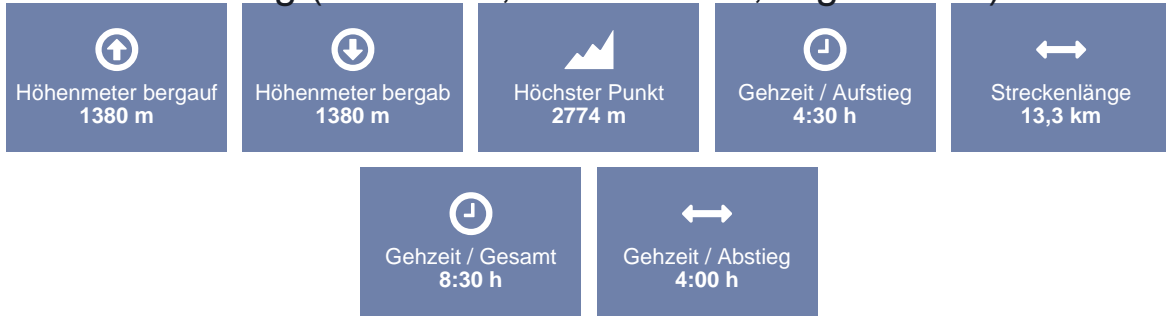 Höhenmeter bergauf
1380 m
Höhenmeter bergab
1380 m
Höchster Punkt
2774 m
Gehzeit / Aufstieg
4:30 h
Streckenlänge
13,3 km
Gehzeit / Gesamt
8:30 h
Gehzeit / Abstieg
4:00 h